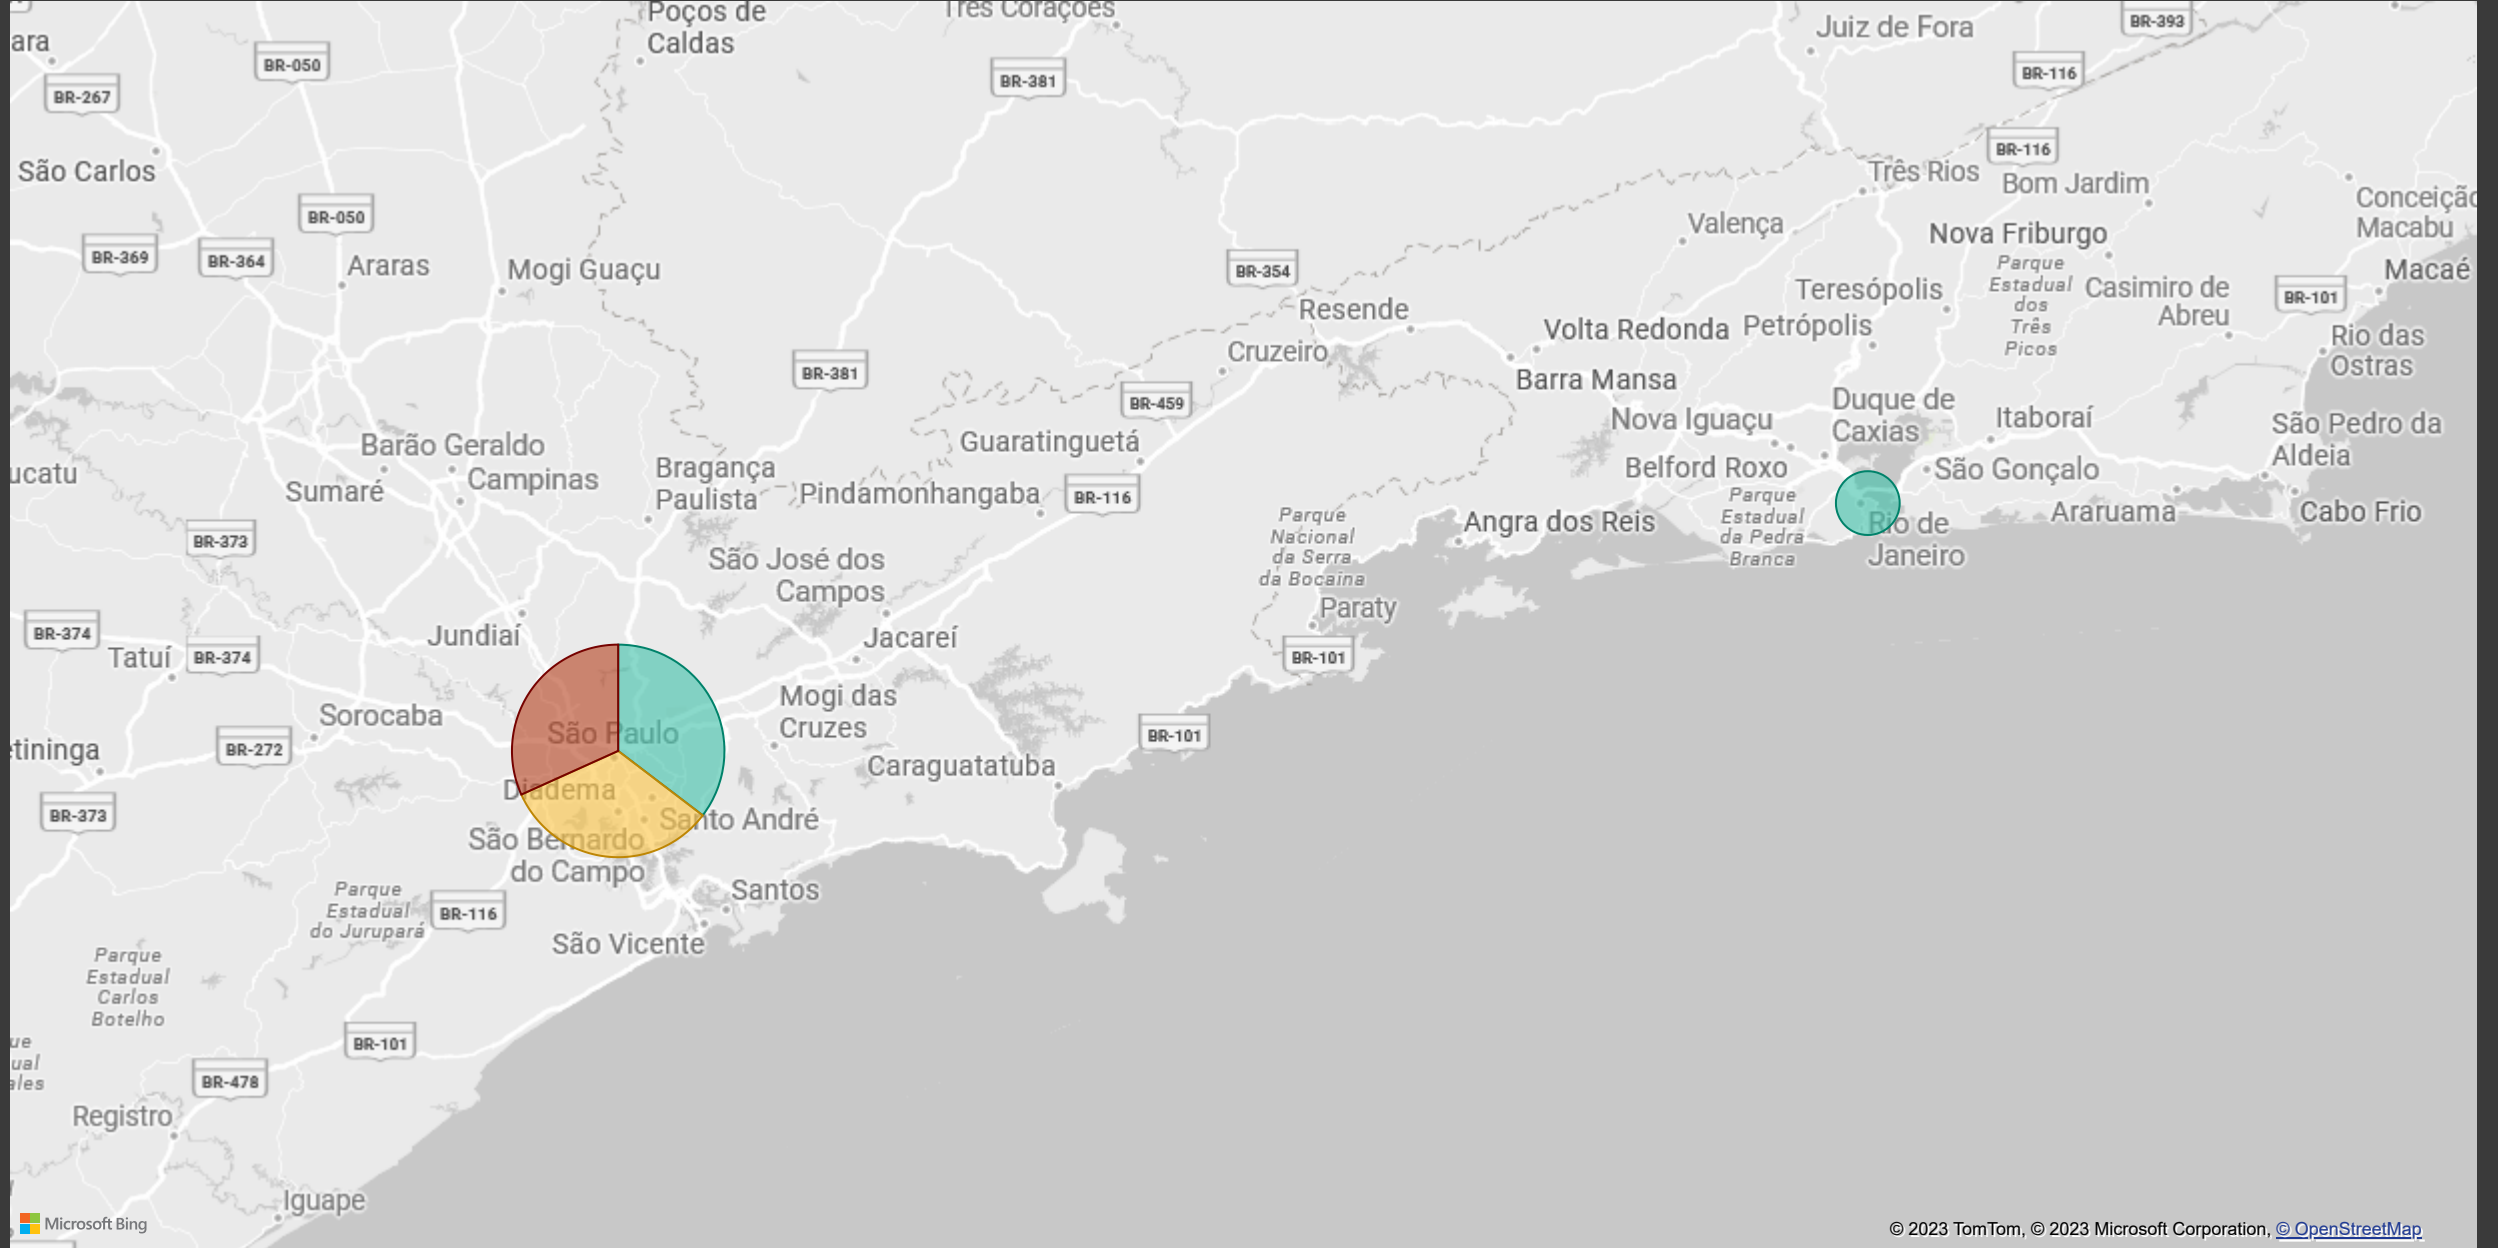 Poços de
Caldas
Três Corações
Juiz de Fora
BR-393
ara
BR-050
BR-267
BR-381
BR-116
São Carlos
BR-116
Três Rios
Bom Jardim
Conceição
Macabu
BR-050
Valença
Nova Friburgo
BR-369
BR-364
Araras
Mogi Guaçu
BR-354
Parque
Estadual
dos
Três
Picos
Macaé
Teresópolis
Casimiro de
Abreu
BR-101
Resende
Volta Redonda
Petrópolis
Rio das
Ostras
Cruzeiro
BR-381
Barra Mansa
BR-459
Duque de
Caxias
Nova Iguaçu
Itaboraí
São Pedro da
Aldeia
Barão Geraldo
Guaratinguetá
ucatu
Sumaré
Campinas
Bragança
Paulista
Pindamonhangaba
BR-116
Belford Roxo
São Gonçalo
Parque
Estadual
da Pedra
Branca
Araruama
Cabo Frio
Parque
Nacional
da Serra
da Bocaina
Angra dos Reis
Rio de
Janeiro
BR-373
São José dos
Campos
Paraty
BR-374
Tatuí
BR-374
Jundiaí
Jacareí
BR-101
Sorocaba
São Paulo
Mogi das
Cruzes
etininga
BR-272
BR-101
Caraguatatuba
BR-373
Diadema
Santo André
São Bernardo
do Campo
Parque
Estadual
do Jurupará
BR-116
Santos
São Vicente
Parque
Estadual
Carlos
Botelho
BR-101
ue
ual
ales
BR-478
Registro
Iguape
Microsoft Bing
© 2023 TomTom, © 2023 Microsoft Corporation, © OpenStreetMap